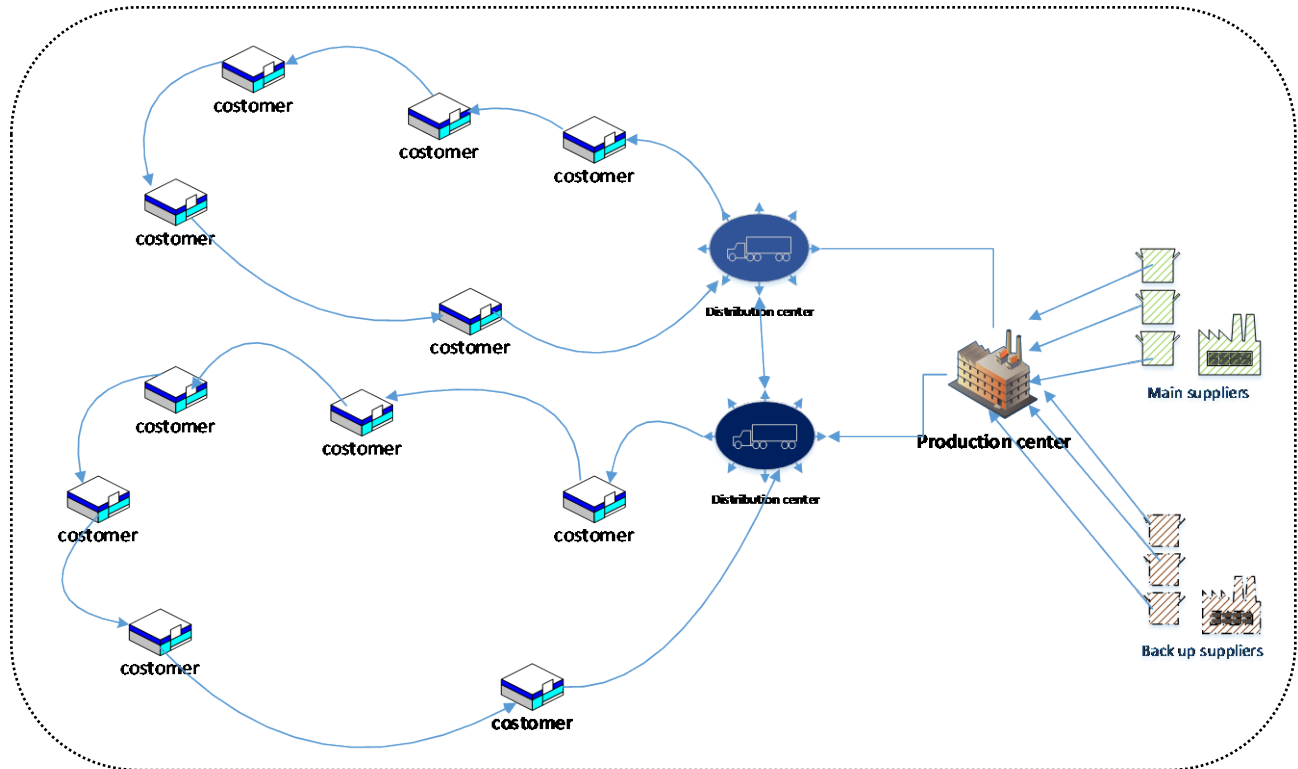 costomer
costomer
costomer
costomer
costomer
Distribution center
Main suppliers
costomer
costomer
Production center
Distribution center
costomer
costomer
Back up suppliers
costomer
costomer